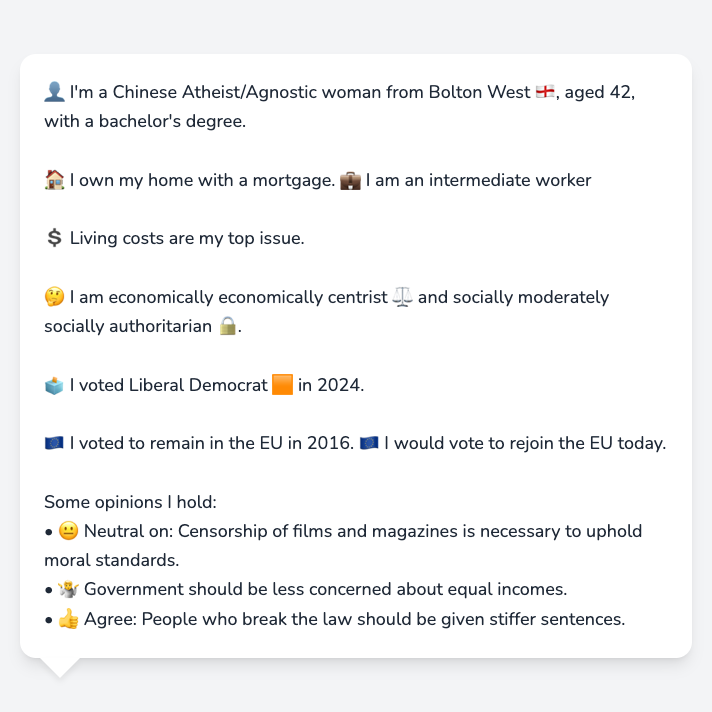 👤 I'm a Chinese Atheist/Agnostic woman from Bolton West 🏴󠁧󠁢󠁥󠁮󠁧󠁿, aged 42,
with a bachelor's degree.
🏠 I own my home with a mortgage. 💼 I am an intermediate worker
💲 Living costs are my top issue.
🤔 I am economically economically centrist ⚖️ and socially moderately
socially authoritarian 🔒.
🗳️ I voted Liberal Democrat 🟧 in 2024.
🇪🇺 I voted to remain in the EU in 2016. 🇪🇺 I would vote to rejoin the EU today.
Some opinions I hold:
• 😐 Neutral on: Censorship of films and magazines is necessary to uphold
moral standards.
• 🤷 Government should be less concerned about equal incomes.
• 👍 Agree: People who break the law should be given stiffer sentences.